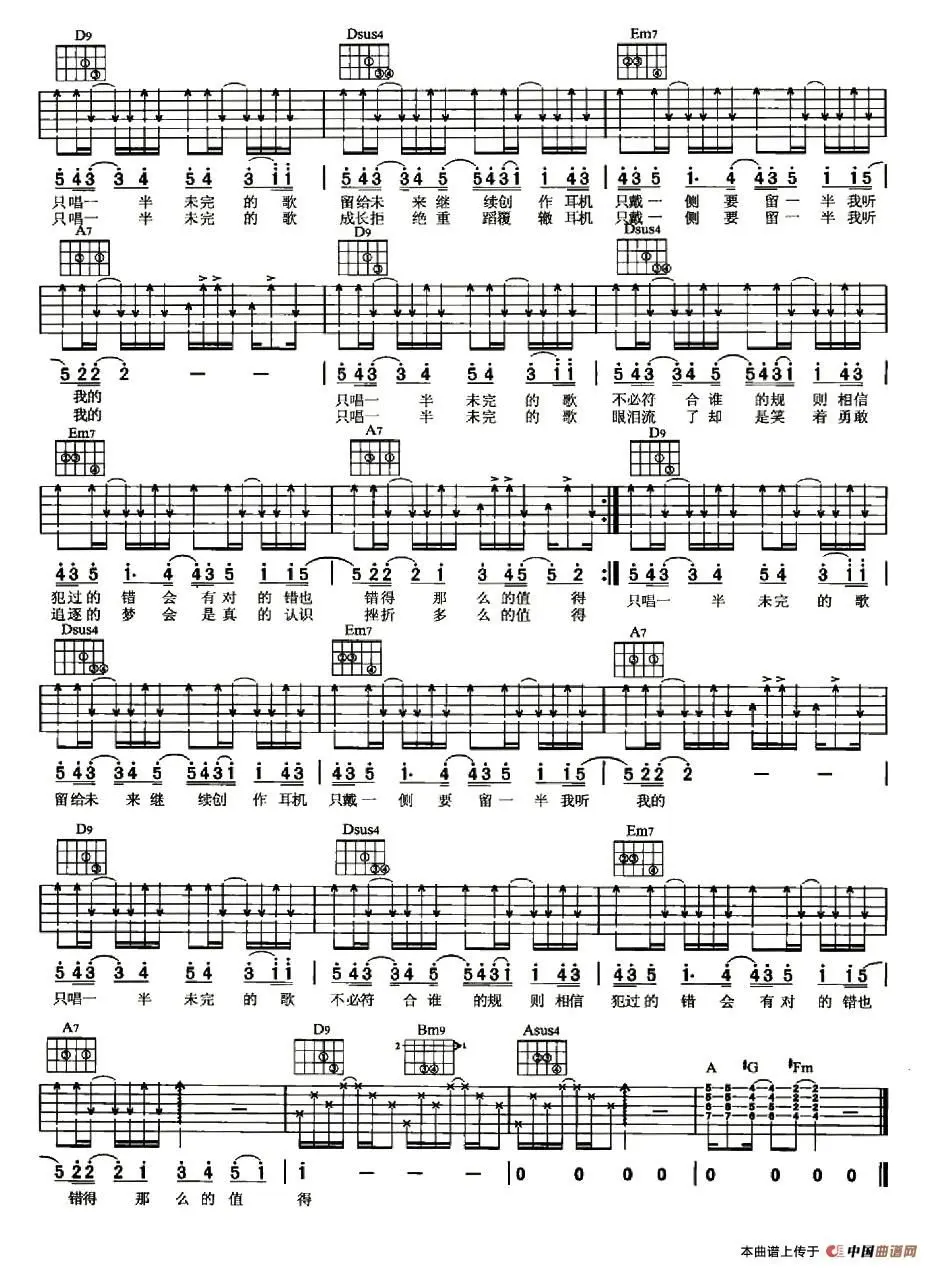 D9 Dsus4 Em7
5 4 3 3 4 5 4 3 i i | 5 4 3 3 4 5 5 4 3 i i 4 3 | 4 3 5 i· 4 4 3 5 i i 5
只唱一 半 未完 的 歌 留给未 来继 续创 作 耳机 只戴一 侧 要 留一 半 我听
只唱一 半 未完 的 歌 成长拒 绝重 蹈覆 辙 耳机 只戴一 侧 要 留一 半 我听
A7 D9 Dsus4
5 2 2 2 — — | 5 4 3 3 4 5 4 3 i i | 5 4 3 3 4 5 5 4 3 i i 4 3
我的 只唱一 半 未完 的 歌 不必符 合谁 的规 则 相信
我的 只唱一 半 未完 的 歌 眼泪流 了却 是笑 着 勇敢
Em7 A7 D9
4 3 5 i· 4 4 3 5 i i 5 | 5 2 2 2 i 3 4 5 5 2 :|| 5 4 3 3 4 5 4 3 i i
犯过的 错 会 有对 的 错也 错得 那 么的值 得 只唱一 半 未完 的 歌
追逐的 梦 会 是真 的 认识 挫折 多 么的值 得
Dsus4 Em7 A7
5 4 3 3 4 5 5 4 3 i i 4 3 | 4 3 5 i· 4 4 3 5 i i 5 | 5 2 2 2 — —
留给未 来继 续创 作 耳机 只戴一 侧 要 留一 半 我听 我的
D9 Dsus4 Em7
5 4 3 3 4 5 4 3 i i | 5 4 3 3 4 5 5 4 3 i i 4 3 | 4 3 5 i· 4 4 3 5 i i 5
只唱一 半 未完 的 歌 不必符 合谁 的规 则 相信 犯过的 错 会 有对 的 错也
A7 D9 Bm9 Asus4 A #G #Fm
5 2 2 2 i 3 4 5 i | i — — — | 0 0 0 0 | 0 0 0 0
错得 那 么的值 得
本曲谱上传于 中国曲谱网